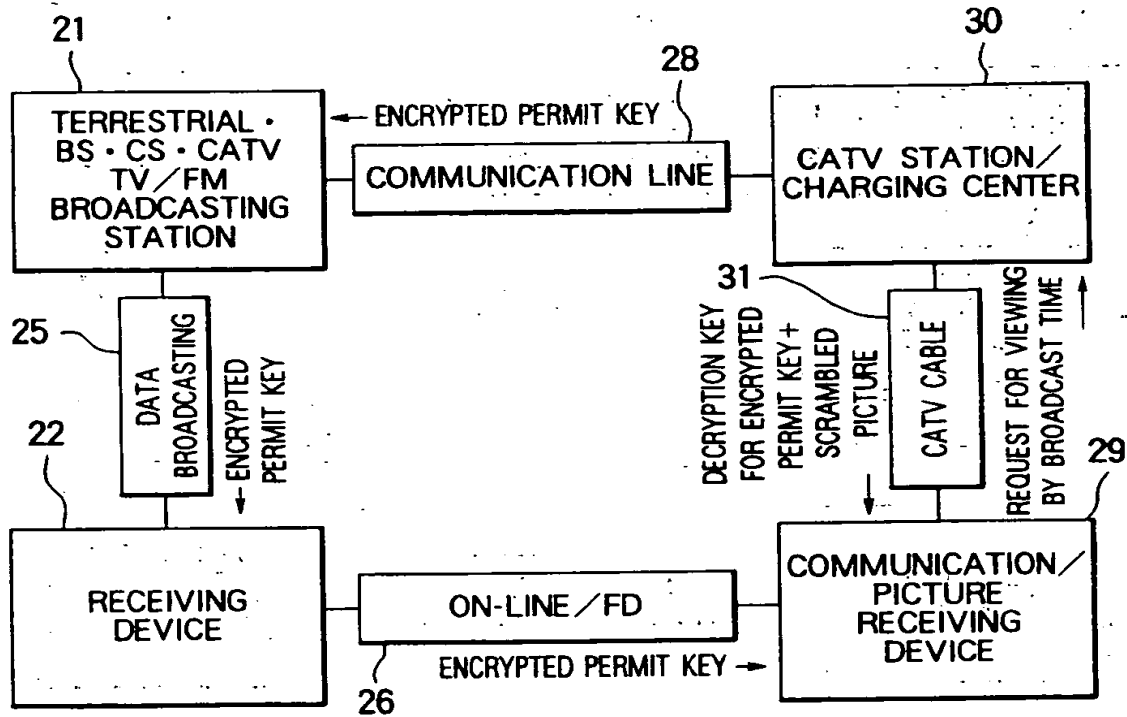 21
28
30
TERRESTRIAL・
BS・CS・CATV
TV/FM
BROADCASTING
STATION
← ENCRYPTED PERMIT KEY
COMMUNICATION LINE
CATV STATION/
CHARGING CENTER
25
DATA
BROADCASTING
ENCRYPTED
PERMIT KEY
→
31
DECRYPTION KEY
FOR ENCRYPTED
PERMIT KEY+
SCRAMBLED
PICTURE
→
CATV CABLE
REQUEST FOR VIEWING
BY BROADCAST TIME
→
22
29
RECEIVING
DEVICE
ON-LINE/FD
COMMUNICATION/
PICTURE
RECEIVING
DEVICE
26
ENCRYPTED PERMIT KEY →